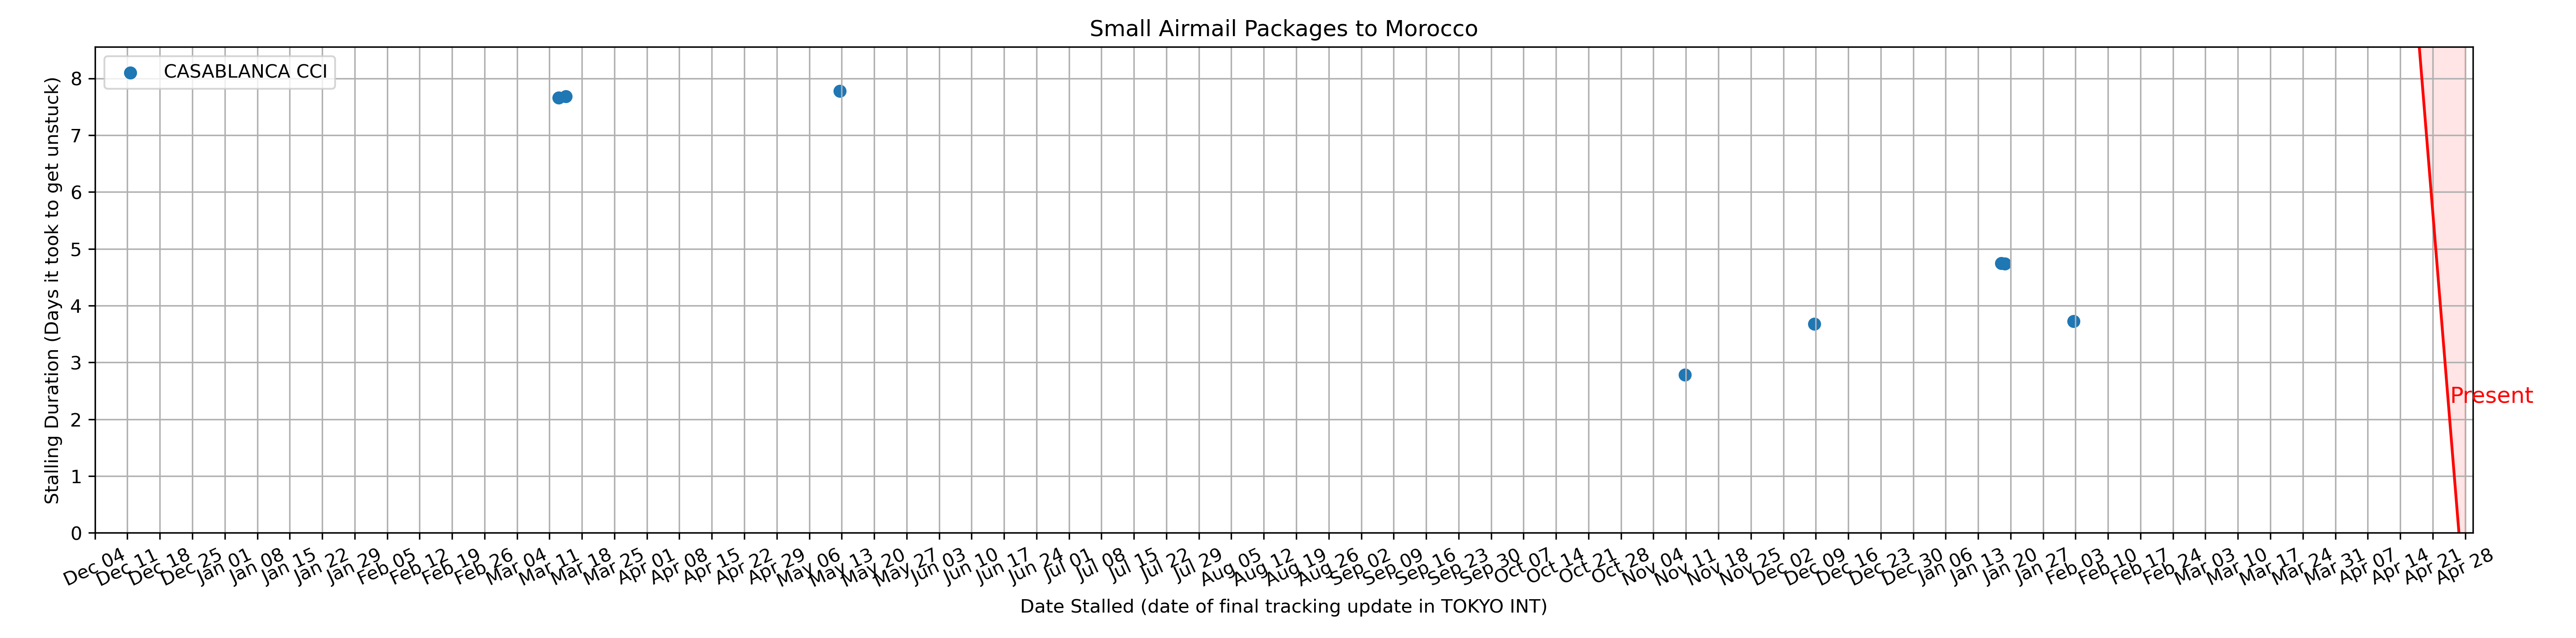 Small Airmail Packages to Morocco
CASABLANCA CCI
Stalling Duration (Days it took to get unstuck)
8
7
6
5
4
3
2
1
0
Present
Dec 04 Dec 11 Dec 18 Dec 25 Jan 01 Jan 08 Jan 15 Jan 22 Jan 29 Feb 05 Feb 12 Feb 19 Feb 26 Mar 04 Mar 11 Mar 18 Mar 25 Apr 01 Apr 08 Apr 15 Apr 22 Apr 29 May 06 May 13 May 20 May 27 Jun 03 Jun 10 Jun 17 Jun 24 Jul 01 Jul 08 Jul 15 Jul 22 Jul 29 Aug 05 Aug 12 Aug 19 Aug 26 Sep 02 Sep 09 Sep 16 Sep 23 Sep 30 Oct 07 Oct 14 Oct 21 Oct 28 Nov 04 Nov 11 Nov 18 Nov 25 Dec 02 Dec 09 Dec 16 Dec 23 Dec 30 Jan 06 Jan 13 Jan 20 Jan 27 Feb 03 Feb 10 Feb 17 Feb 24 Mar 03 Mar 10 Mar 17 Mar 24 Mar 31 Apr 07 Apr 14 Apr 21 Apr 28
Date Stalled (date of final tracking update in TOKYO INT)